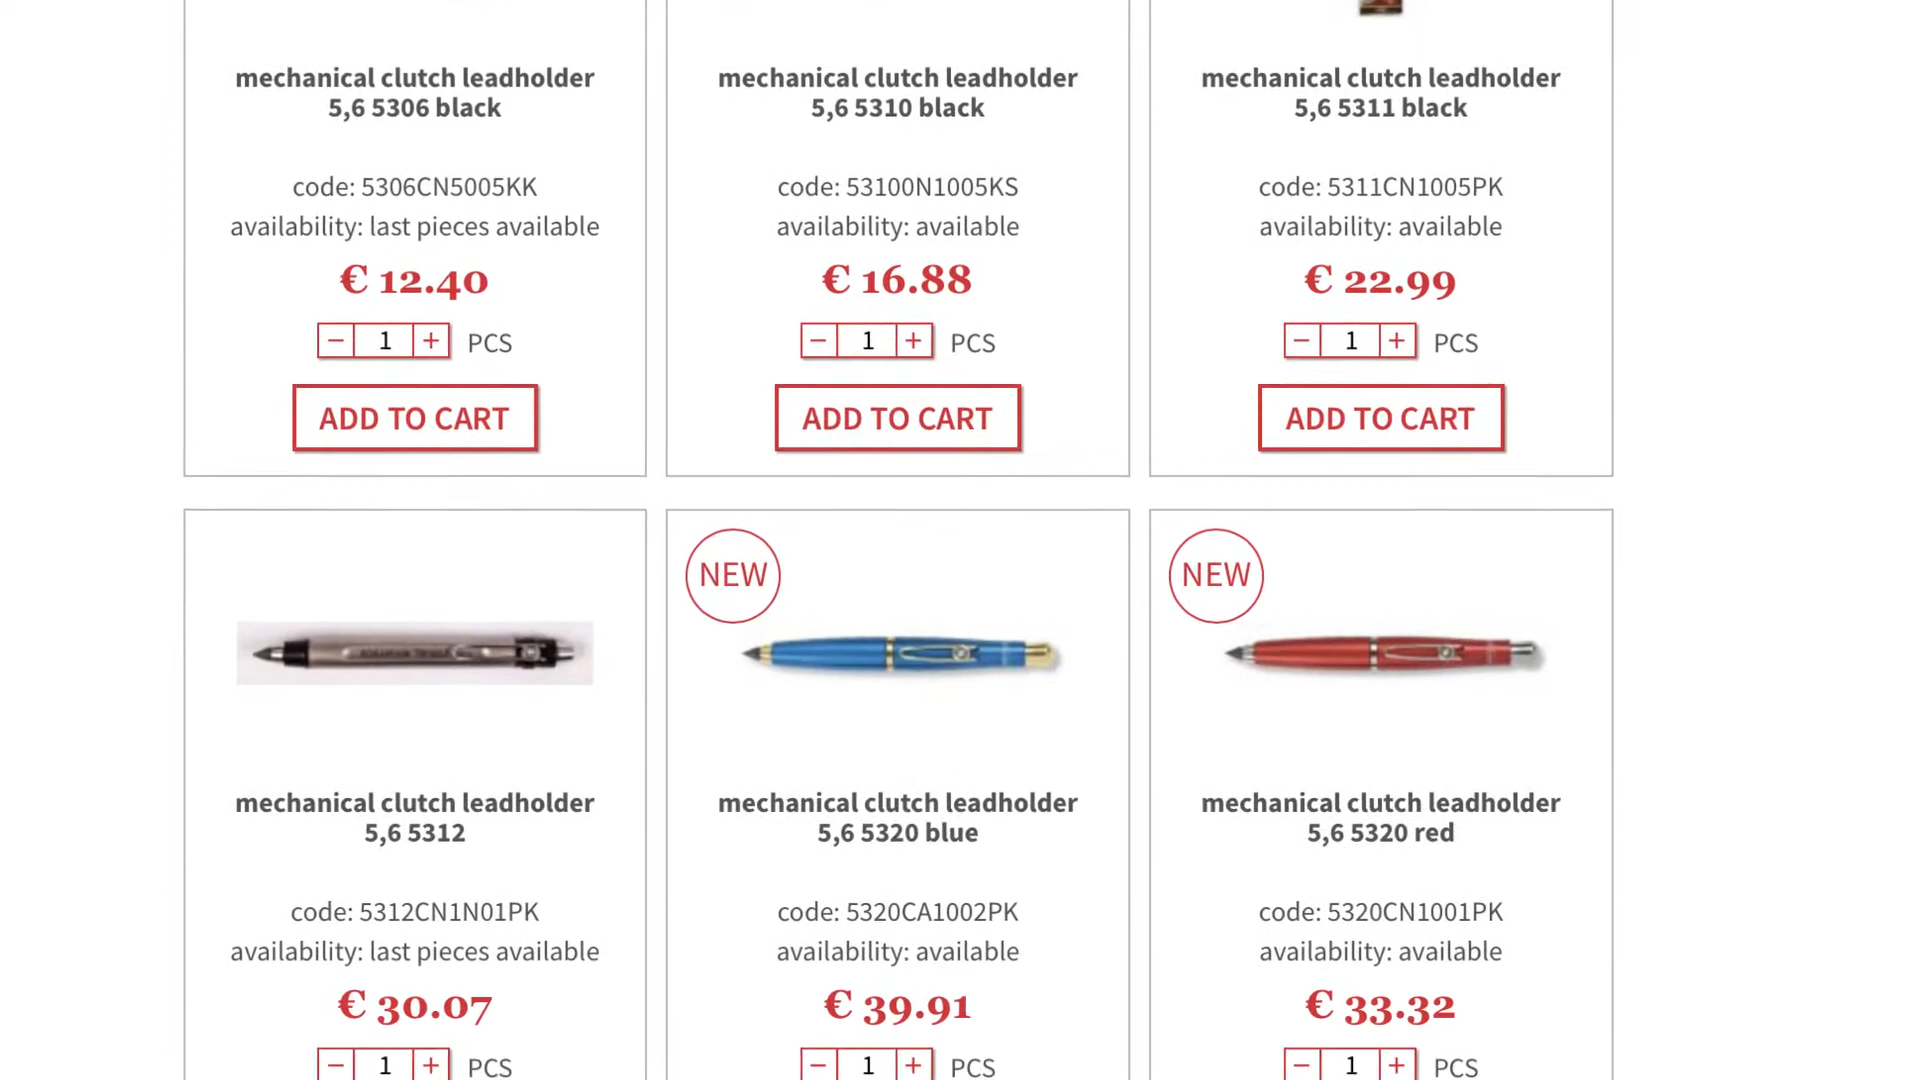 mechanical clutch leadholder
5,6 5306 black
code: 5306CN5005KK
availability: last pieces available
€ 12.40
− 1 + PCS
ADD TO CART
mechanical clutch leadholder
5,6 5310 black
code: 53100N1005KS
availability: available
€ 16.88
− 1 + PCS
ADD TO CART
mechanical clutch leadholder
5,6 5311 black
code: 5311CN1005PK
availability: available
€ 22.99
− 1 + PCS
ADD TO CART
mechanical clutch leadholder
5,6 5312
code: 5312CN1N01PK
availability: last pieces available
€ 30.07
− 1 + PCS
NEW
mechanical clutch leadholder
5,6 5320 blue
code: 5320CA1002PK
availability: available
€ 39.91
− 1 + PCS
NEW
mechanical clutch leadholder
5,6 5320 red
code: 5320CN1001PK
availability: available
€ 33.32
− 1 + PCS